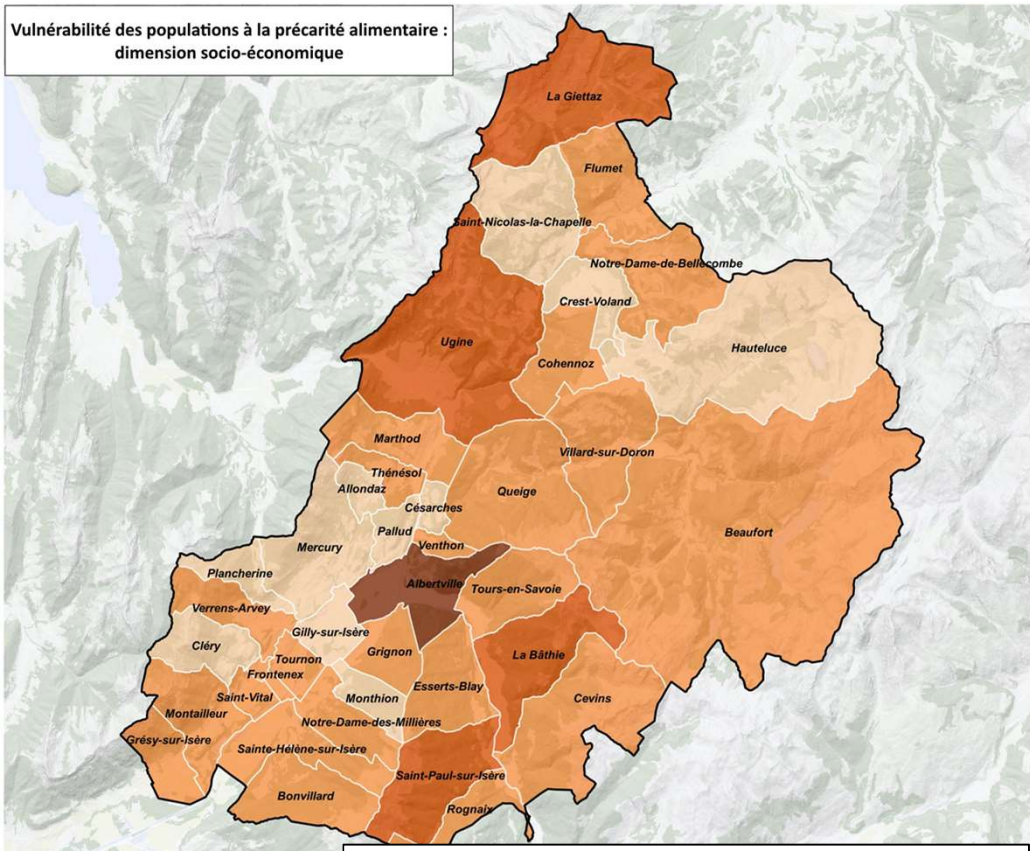 Vulnérabilité des populations à la précarité alimentaire :
dimension socio-économique
La Giettaz
Flumet
Saint-Nicolas-la-Chapelle
Notre-Dame-de-Bellecombe
Crest-Voland
Ugine
Hauteluce
Cohennoz
Marthod
Villard-sur-Doron
Thénésol
Allondaz
Queige
Césarches
Pallud
Beaufort
Venthon
Mercury
Plancherine
Albertville
Tours-en-Savoie
Verrens-Arvey
Gilly-sur-Isère
Cléry
Grignon
La Bâthie
Tournon
Frontenex
Esserts-Blay
Saint-Vital
Monthion
Cevins
Montailleur
Notre-Dame-des-Millières
Grésy-sur-Isère
Sainte-Hélène-sur-Isère
Saint-Paul-sur-Isère
Bonvillard
Rognaix